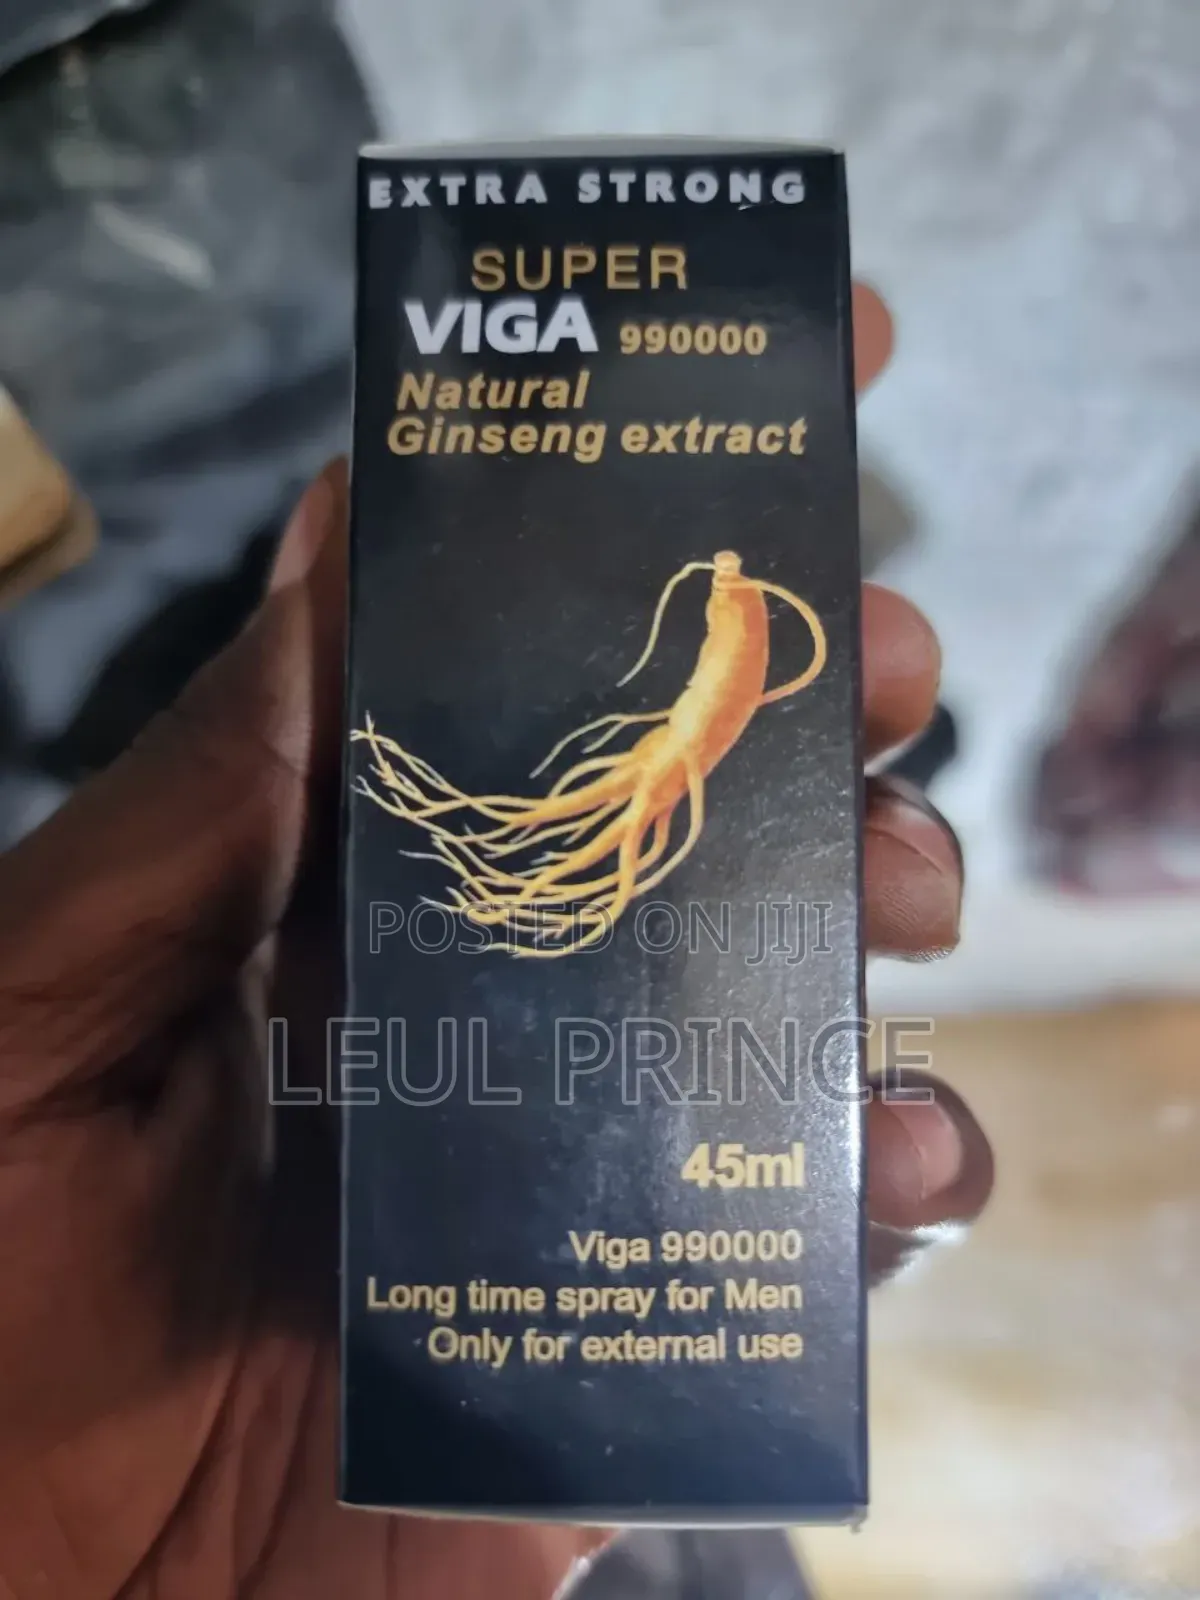 EXTRA STRONG
SUPER
VIGA 990000
Natural
Ginseng extract
POSTED ON JIJI
LEUL PRINCE
45ml
Viga 990000
Long time spray for Men
Only for external use